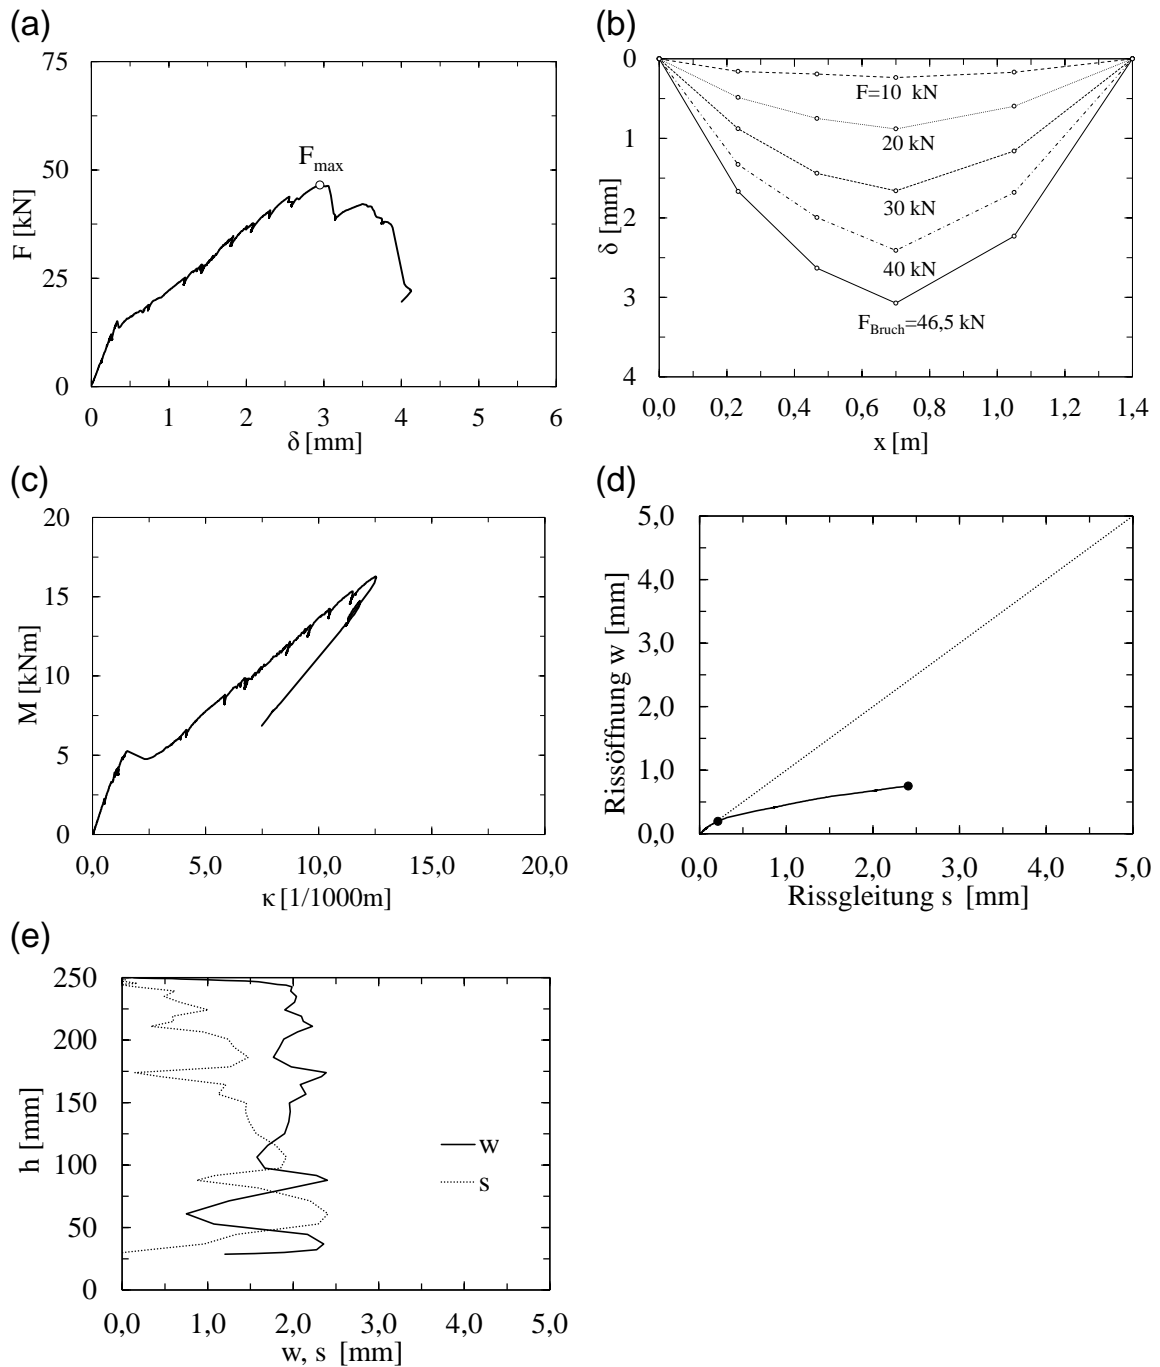 (a)
75
50
25
0
F [kN]
F_max
0 1 2 3 4 5 6
δ [mm]
(b)
0
1
2
3
4
δ [mm]
F=10 kN
20 kN
30 kN
40 kN
F_Bruch=46,5 kN
0,0 0,2 0,4 0,6 0,8 1,0 1,2 1,4
x [m]
(c)
20
15
10
5
0
M [kNm]
0,0 5,0 10,0 15,0 20,0
κ [1/1000m]
(d)
5,0
4,0
3,0
2,0
1,0
0,0
Rissöffnung w [mm]
0,0 1,0 2,0 3,0 4,0 5,0
Rissgleitung s [mm]
(e)
250
200
150
100
50
0
h [mm]
w
s
0,0 1,0 2,0 3,0 4,0 5,0
w, s [mm]